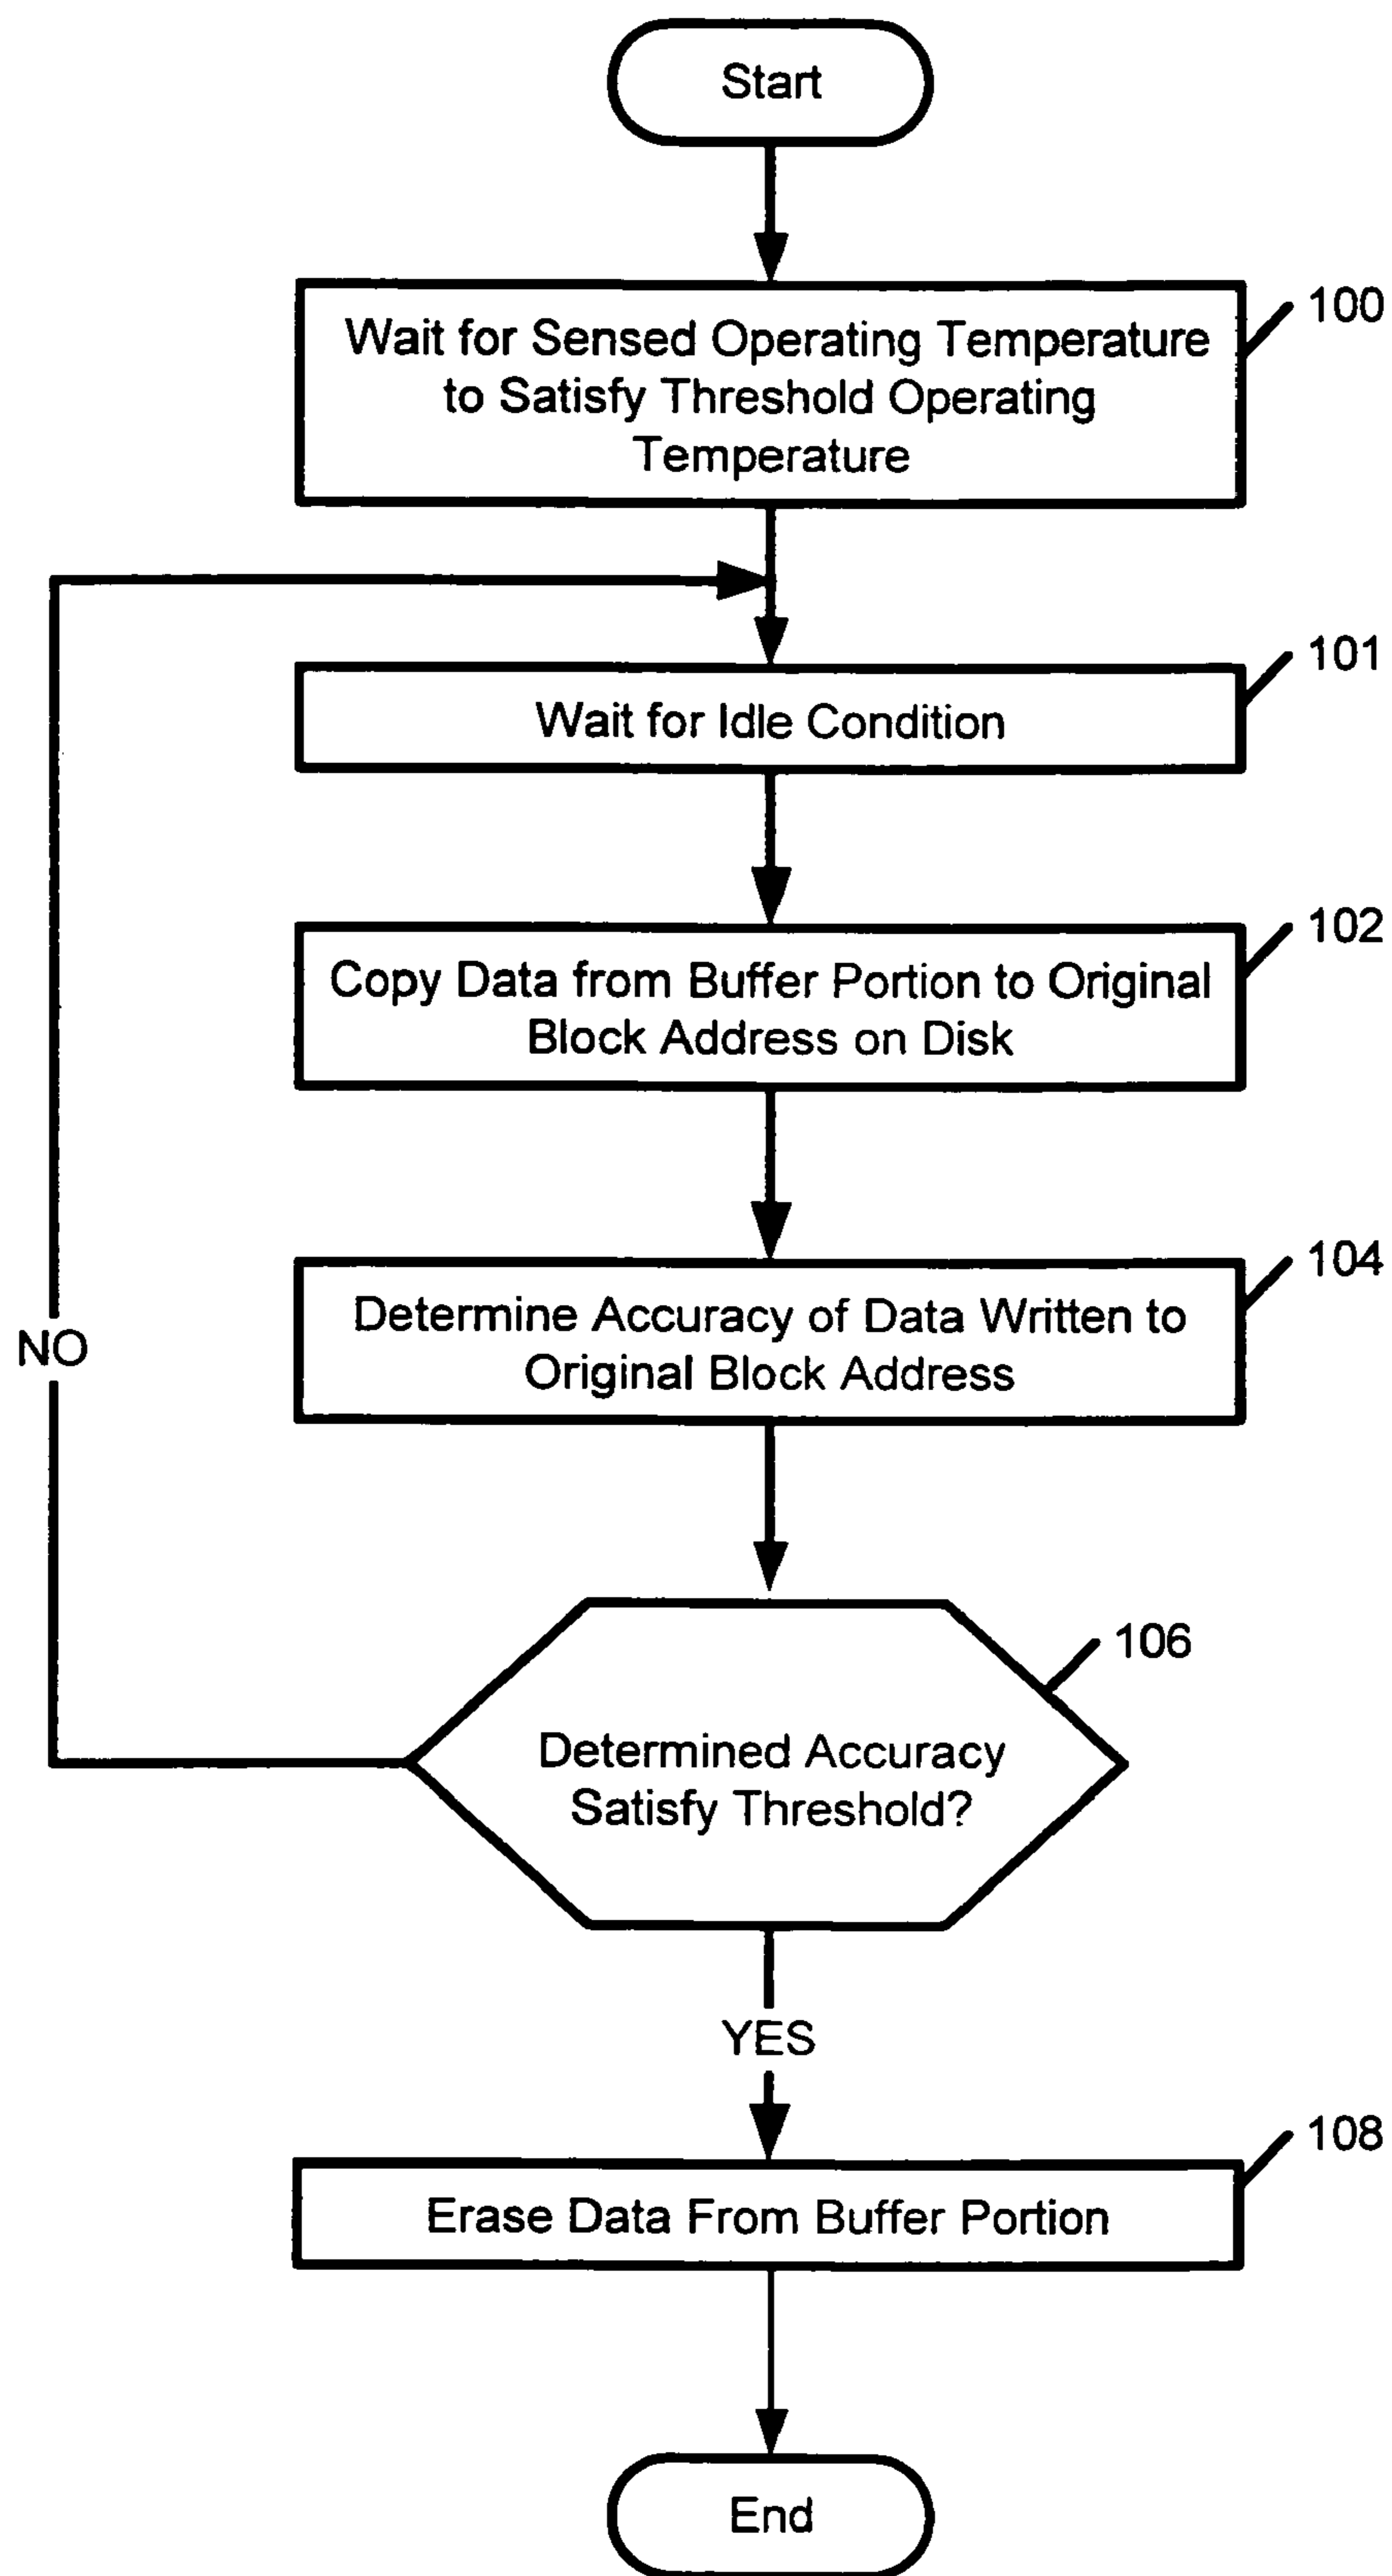 Start
100
Wait for Sensed Operating Temperature
to Satisfy Threshold Operating
Temperature
101
Wait for Idle Condition
102
Copy Data from Buffer Portion to Original
Block Address on Disk
104
Determine Accuracy of Data Written to
Original Block Address
NO
106
Determined Accuracy
Satisfy Threshold?
YES
108
Erase Data From Buffer Portion
End